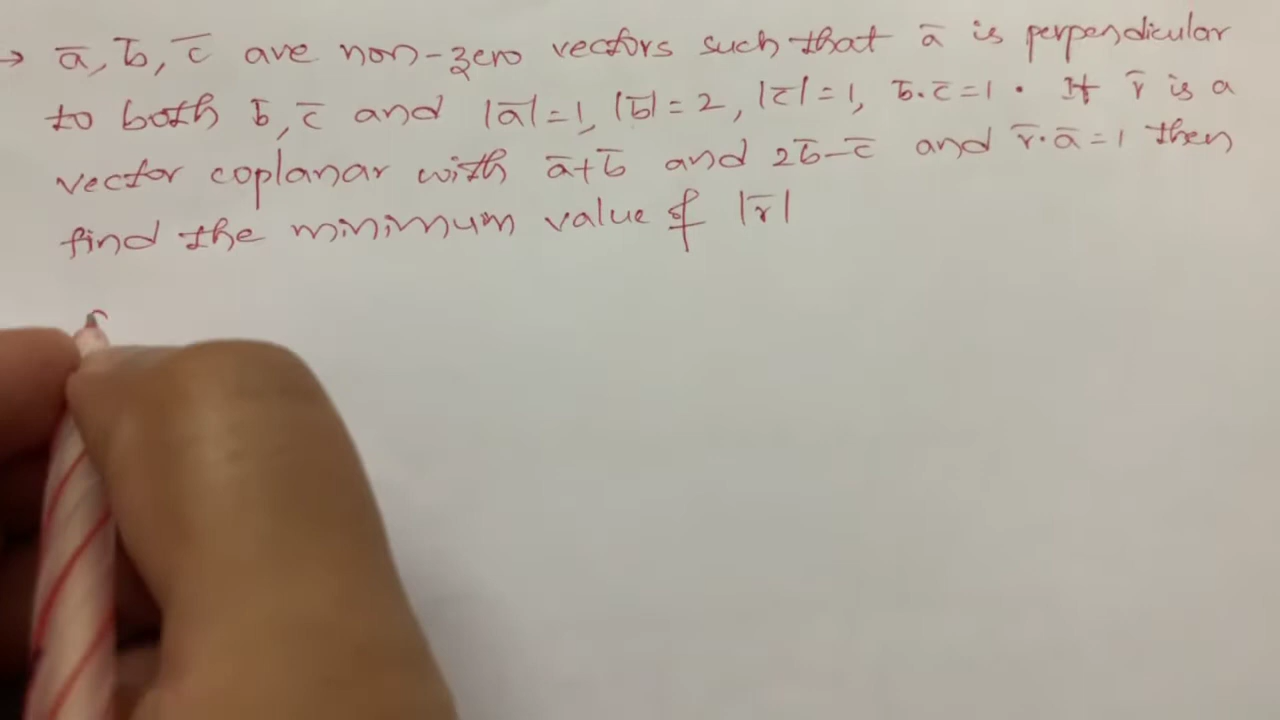 → a̅, b̅, c̅ are non-zero vectors such that a̅ is perpendicular
to both b̅, c̅ and |a̅|=1, |b̅|=2, |c̅|=1, b̅.c̅=1. If r̅ is a
vector coplanar with a̅+b̅ and 2b̅-c̅ and r̅.a̅=1 then
find the minimum value of |r̅|